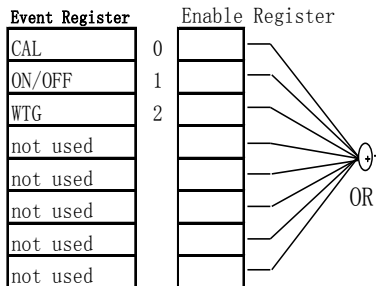 Event Register Enable Register
CAL 0
ON/OFF 1
WTG 2
not used
not used
not used
not used
not used
+
OR